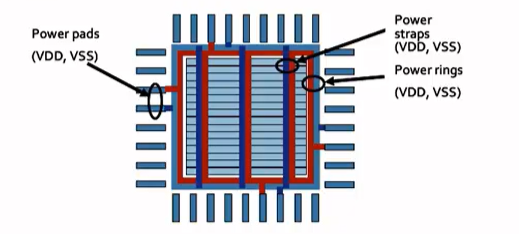 Power pads
(VDD, VSS)
Power
straps
(VDD, VSS)
Power rings
(VDD, VSS)